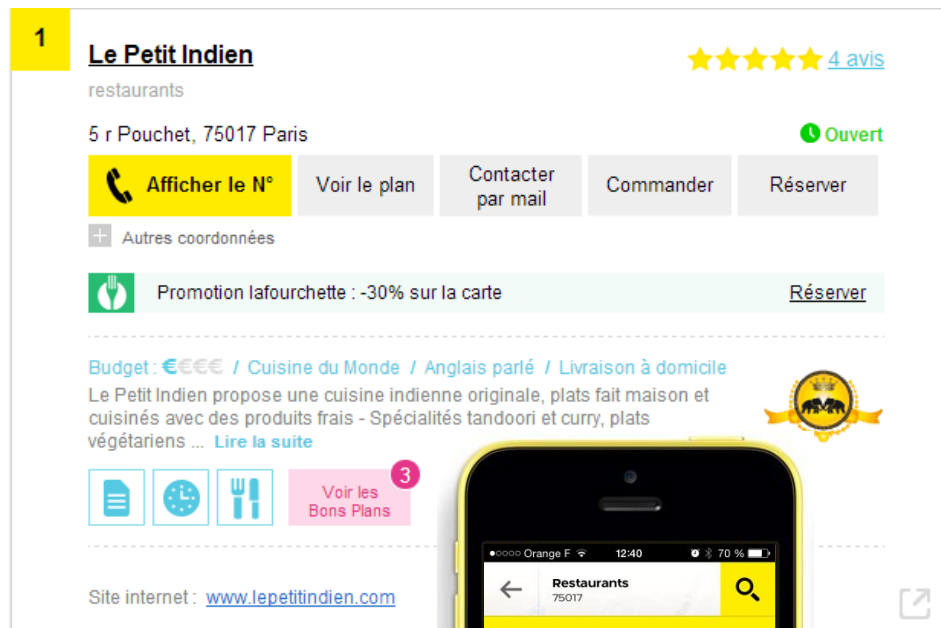 1
Le Petit Indien
4 avis
restaurants
5 r Pouchet, 75017 Paris
Ouvert
Afficher le N°
Voir le plan
Contacter
par mail
Commander
Réserver
Autres coordonnées
Promotion lafourchette : -30% sur la carte
Réserver
Budget : €€€€ / Cuisine du Monde / Anglais parlé / Livraison à domicile
Le Petit Indien propose une cuisine indienne originale, plats fait maison et
cuisinés avec des produits frais - Spécialités tandoori et curry, plats
végétariens ... Lire la suite
3
Voir les
Bons Plans
Orange F 12:40 70 %
Restaurants
75017
Site internet : www.lepetitindien.com